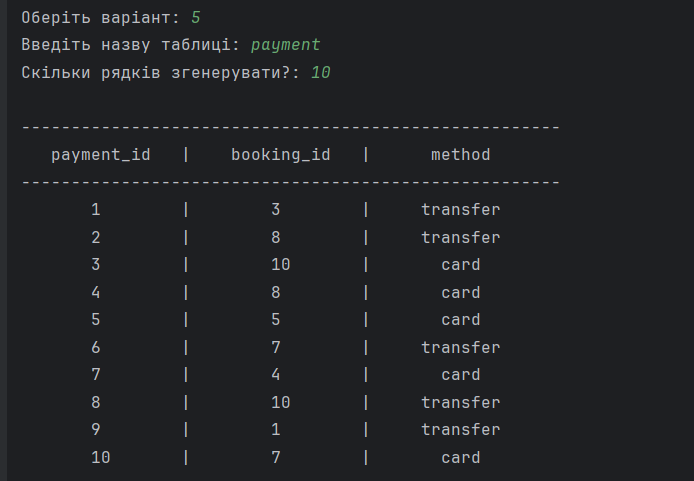 Оберіть варіант: 5
Введіть назву таблиці: payment
Скільки рядків згенерувати?: 10
------------------------------------------------------
payment_id | booking_id | method
------------------------------------------------------
1 | 3 | transfer
2 | 8 | transfer
3 | 10 | card
4 | 8 | card
5 | 5 | card
6 | 7 | transfer
7 | 4 | card
8 | 10 | transfer
9 | 1 | transfer
10 | 7 | card